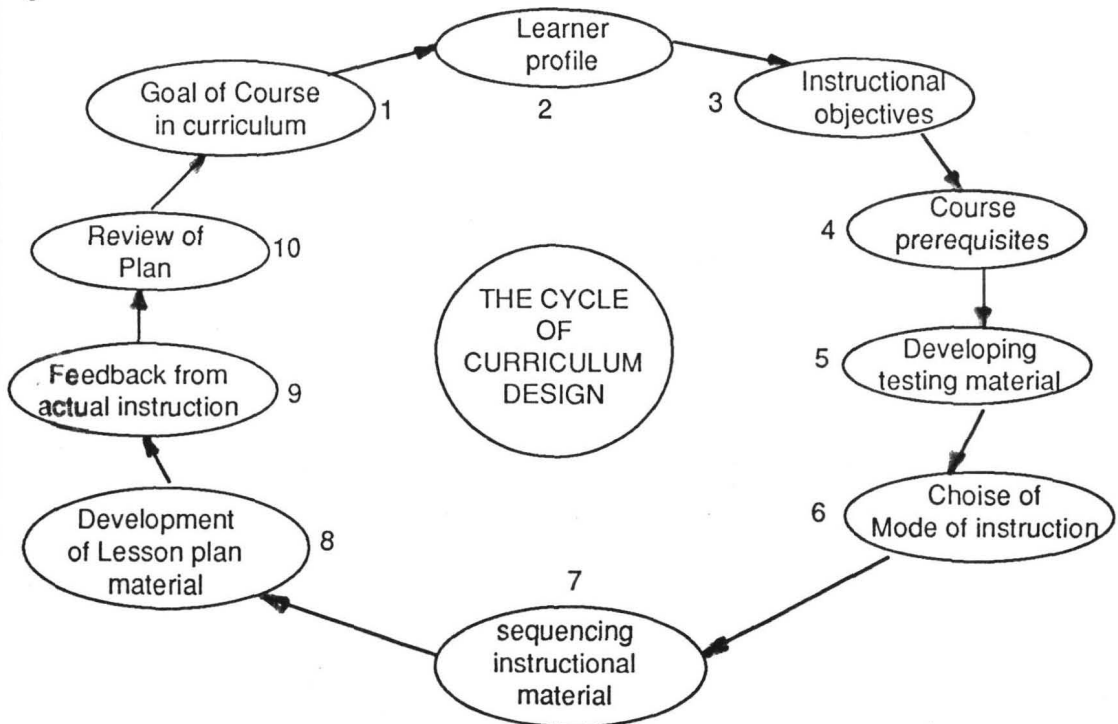 Goal of Course
in curriculum
1
Learner
profile
2
Instructional
objectives
3
Course
prerequisites
4
Developing
testing material
5
Choise of
Mode of instruction
6
sequencing
instructional
material
7
Development
of Lesson plan
material
8
Feedback from
actual instruction
9
Review of
Plan
10
THE CYCLE
OF
CURRICULUM
DESIGN